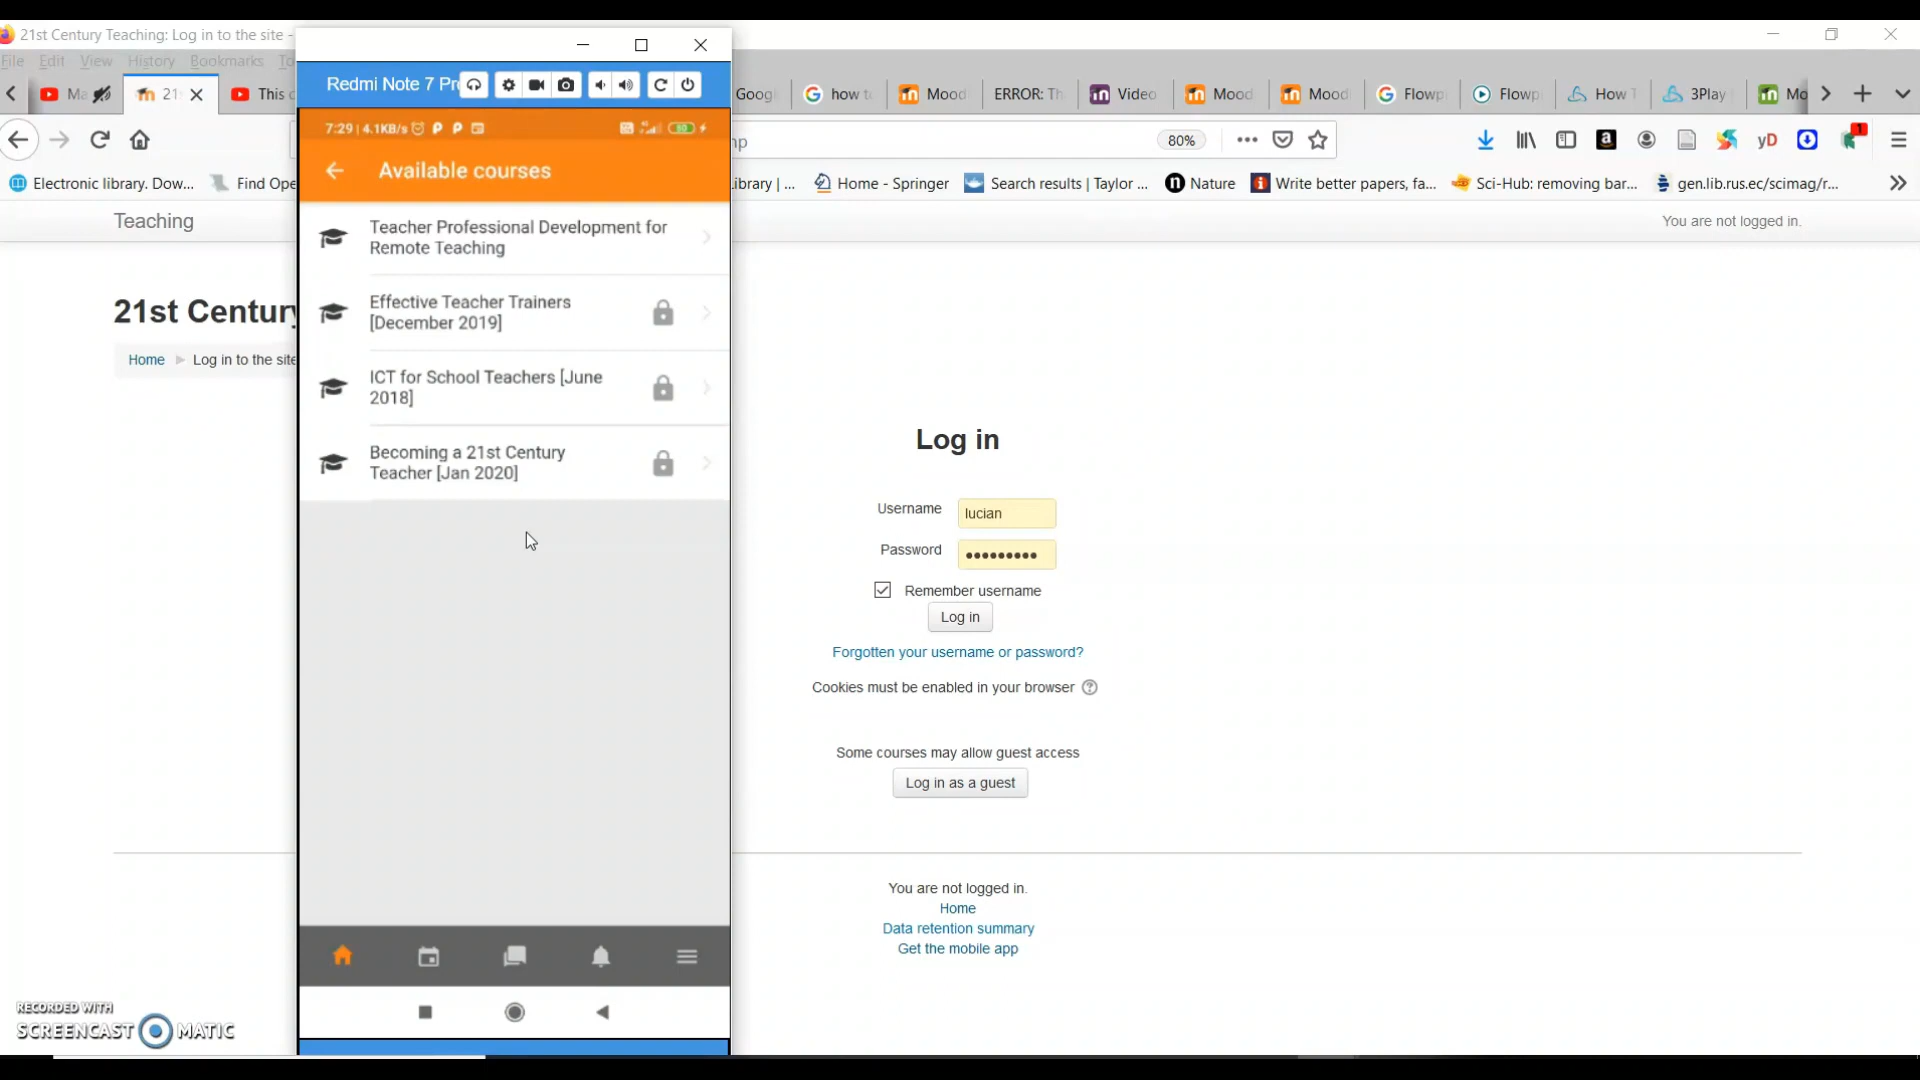 21st Century Teaching: Log in to the site -
File Edit View History Bookmarks
Redmi Note 7 Pr
21
This c
Goog
how t
Mood
ERROR: Th
Video
Mood
Mood
Flowp
Flowp
How T
3Play
Mo
80%
yD
1
Electronic library. Dow...
Find Ope
ibrary | ...
Home - Springer
Search results | Taylor ...
Nature
Write better papers, fa...
Sci-Hub: removing bar...
gen.lib.rus.ec/scimag/r...
7:29 | 4.1KB/s
Available courses
Teacher Professional Development for
Remote Teaching
Effective Teacher Trainers
[December 2019]
ICT for School Teachers [June
2018]
Becoming a 21st Century
Teacher [Jan 2020]
Teaching
You are not logged in.
21st Century
Home
Log in to the site
Log in
Username
lucian
Password
Remember username
Log in
Forgotten your username or password?
Cookies must be enabled in your browser
Some courses may allow guest access
Log in as a guest
You are not logged in.
Home
Data retention summary
Get the mobile app
RECORDED WITH
SCREENCAST MATIC